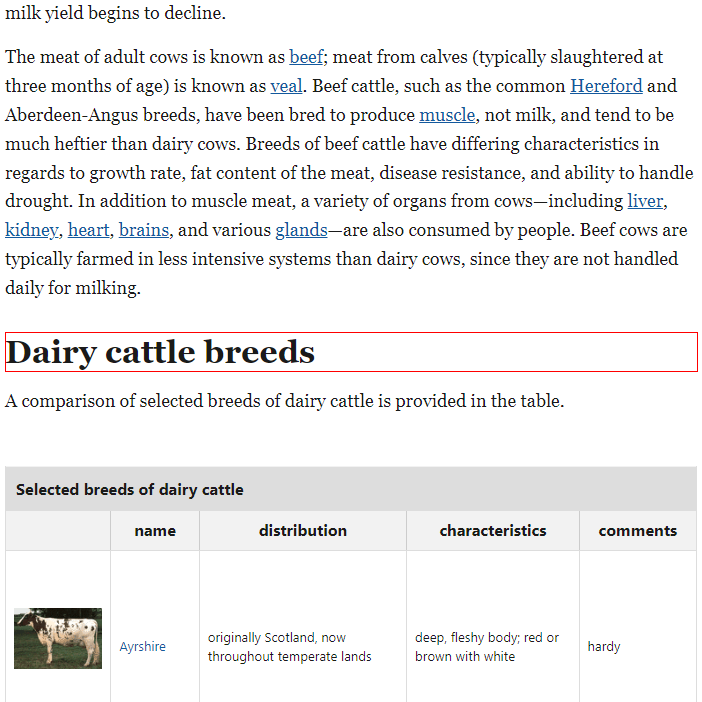 milk yield begins to decline.
The meat of adult cows is known as beef; meat from calves (typically slaughtered at
three months of age) is known as veal. Beef cattle, such as the common Hereford and
Aberdeen-Angus breeds, have been bred to produce muscle, not milk, and tend to be
much heftier than dairy cows. Breeds of beef cattle have differing characteristics in
regards to growth rate, fat content of the meat, disease resistance, and ability to handle
drought. In addition to muscle meat, a variety of organs from cows—including liver,
kidney, heart, brains, and various glands—are also consumed by people. Beef cows are
typically farmed in less intensive systems than dairy cows, since they are not handled
daily for milking.
Dairy cattle breeds
A comparison of selected breeds of dairy cattle is provided in the table.
Selected breeds of dairy cattle
name distribution characteristics comments
Ayrshire
originally Scotland, now
throughout temperate lands
deep, fleshy body; red or
brown with white
hardy